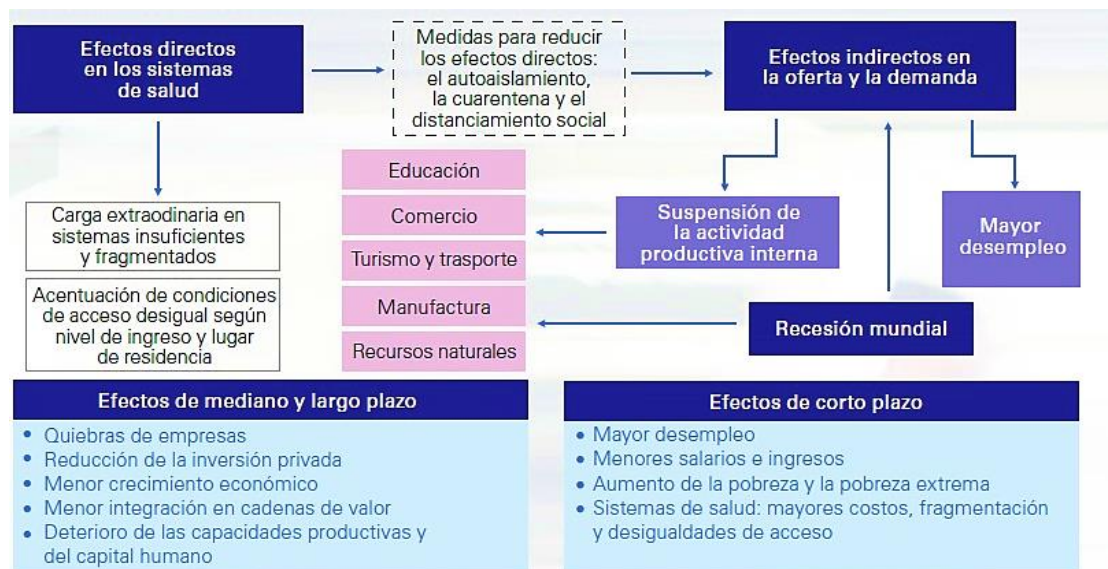 Efectos directos
en los sistemas
de salud
Medidas para reducir
los efectos directos:
el autoaislamiento,
la cuarentena y el
distanciamiento social
Efectos indirectos en
la oferta y la demanda
Educación
Comercio
Turismo y trasporte
Manufactura
Recursos naturales
Suspensión de
la actividad
productiva interna
Mayor
desempleo
Carga extraodinaria en
sistemas insuficientes
y fragmentados
Acentuación de condiciones
de acceso desigual según
nivel de ingreso y lugar
de residencia
Recesión mundial
Efectos de mediano y largo plazo
• Quiebras de empresas
• Reducción de la inversión privada
• Menor crecimiento económico
• Menor integración en cadenas de valor
• Deterioro de las capacidades productivas y
del capital humano
Efectos de corto plazo
• Mayor desempleo
• Menores salarios e ingresos
• Aumento de la pobreza y la pobreza extrema
• Sistemas de salud: mayores costos, fragmentación
y desigualdades de acceso